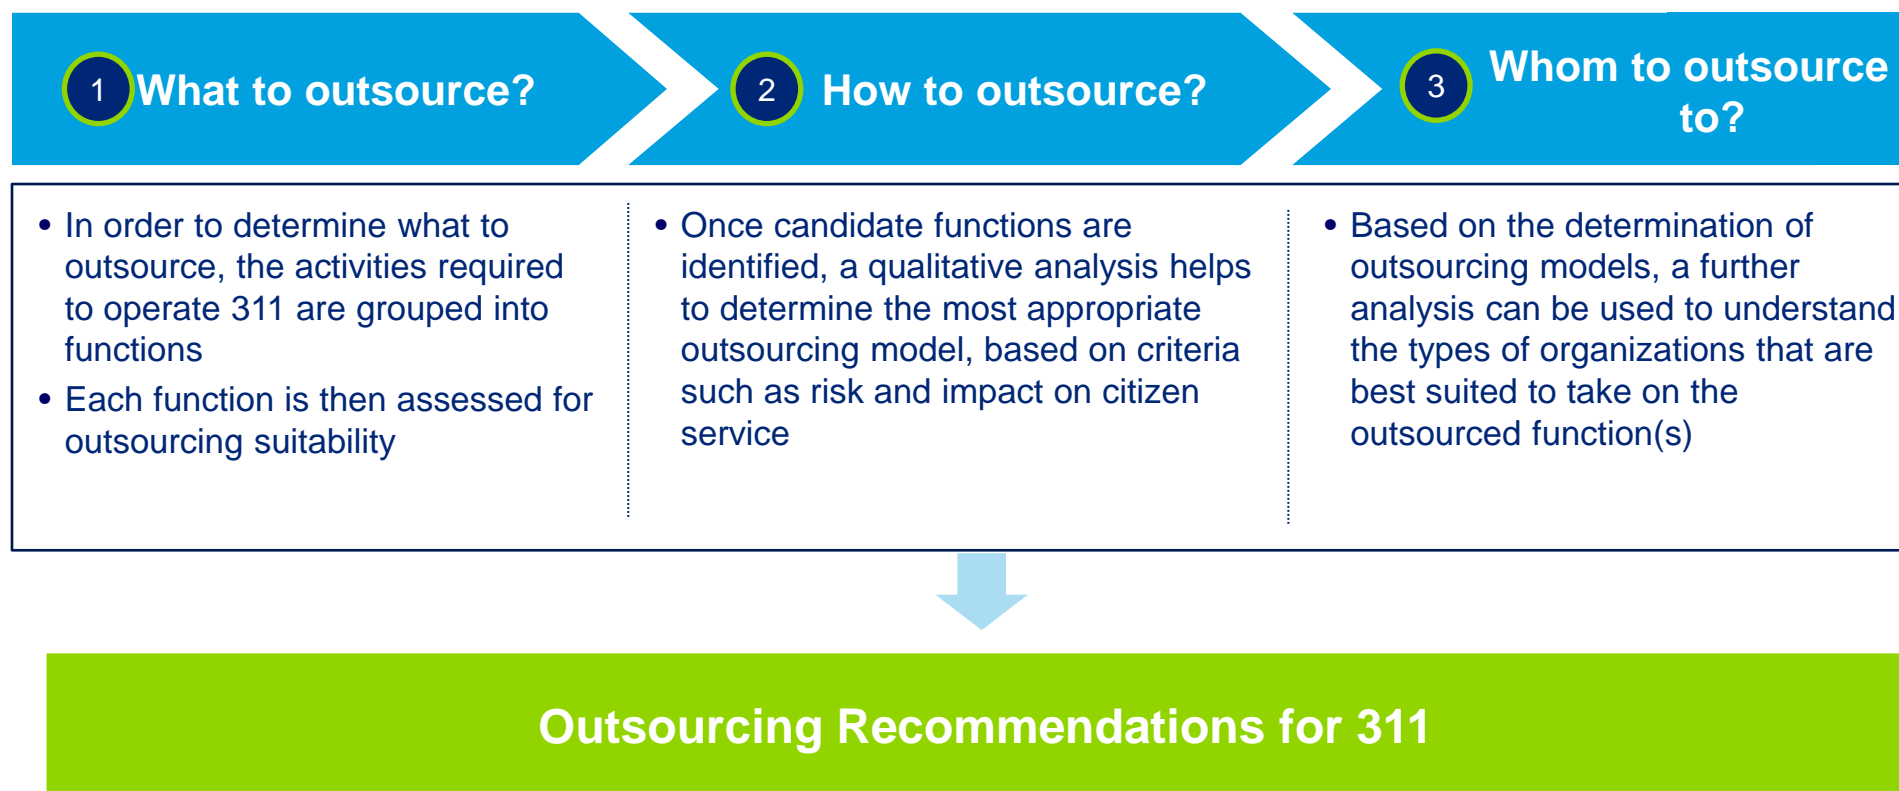 1 What to outsource?
2 How to outsource?
3 Whom to outsource
to?
• In order to determine what to
outsource, the activities required
to operate 311 are grouped into
functions
• Each function is then assessed for
outsourcing suitability
• Once candidate functions are
identified, a qualitative analysis helps
to determine the most appropriate
outsourcing model, based on criteria
such as risk and impact on citizen
service
• Based on the determination of
outsourcing models, a further
analysis can be used to understand
the types of organizations that are
best suited to take on the
outsourced function(s)
Outsourcing Recommendations for 311